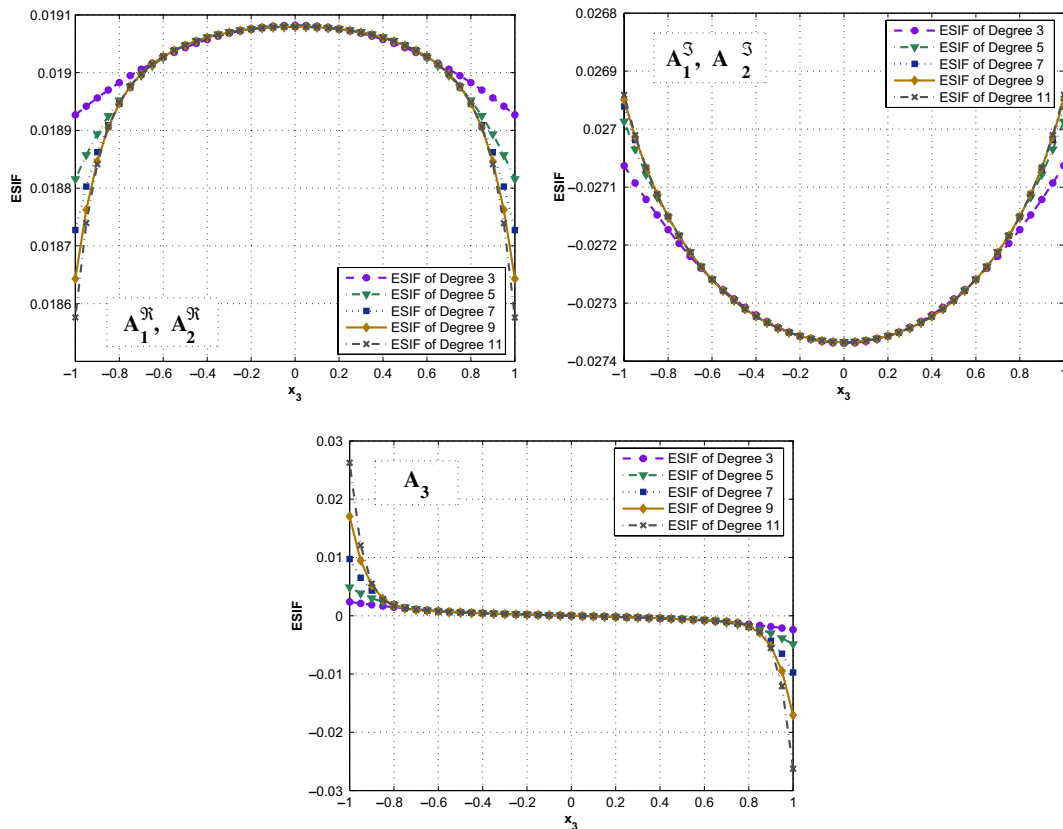 0.0191
0.019
0.0189
0.0188
0.0187
0.0186
ESIF
−1 −0.8 −0.6 −0.4 −0.2 0 0.2 0.4 0.6 0.8 1
x3
A1ℜ, A2ℜ
ESIF of Degree 3
ESIF of Degree 5
ESIF of Degree 7
ESIF of Degree 9
ESIF of Degree 11
0.0268
−0.0269
0.027
−0.0271
−0.0272
−0.0273
−0.0274
ESIF
−1 −0.8 −0.6 −0.4 −0.2 0 0.2 0.4 0.6 0.8 1
x3
A1ℑ, A 2ℑ
ESIF of Degree 3
ESIF of Degree 5
ESIF of Degree 7
ESIF of Degree 9
ESIF of Degree 11
0.03
0.02
0.01
0
−0.01
−0.02
−0.03
ESIF
−1 −0.8 −0.6 −0.4 −0.2 0 0.2 0.4 0.6 0.8 1
x3
A3
ESIF of Degree 3
ESIF of Degree 5
ESIF of Degree 7
ESIF of Degree 9
ESIF of Degree 11